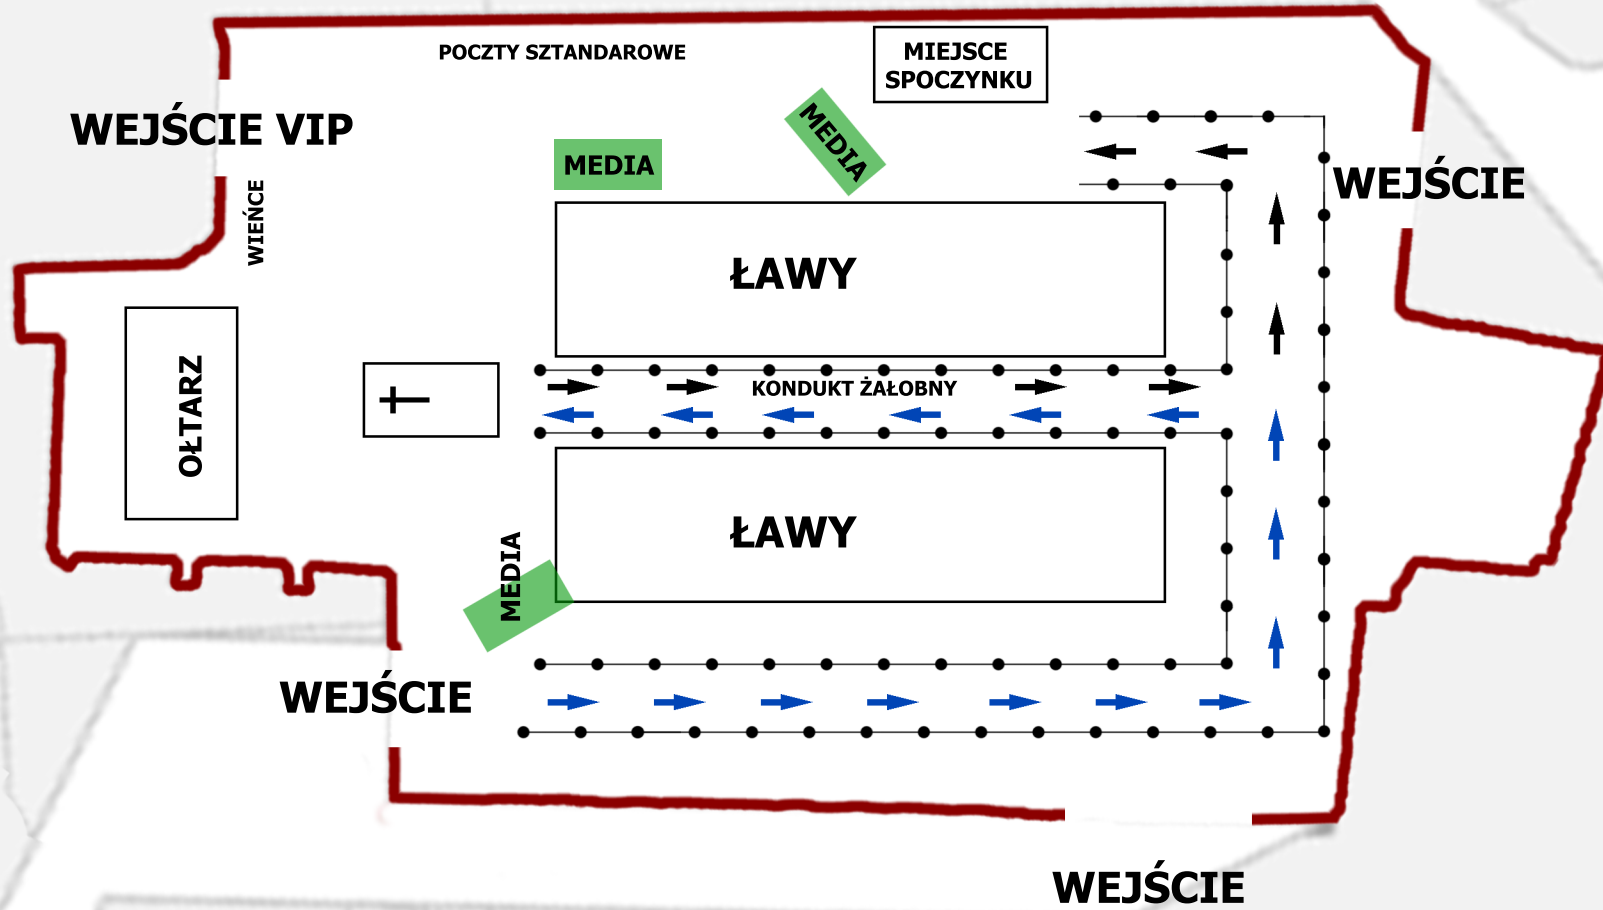 POCZTY SZTANDAROWE
MIEJSCE
SPOCZYNKU
WEJŚCIE VIP
MEDIA
MEDIA
WEJŚCIE
WIEŃCE
ŁAWY
OŁTARZ
KONDUKT ŻAŁOBNY
ŁAWY
MEDIA
WEJŚCIE
WEJŚCIE